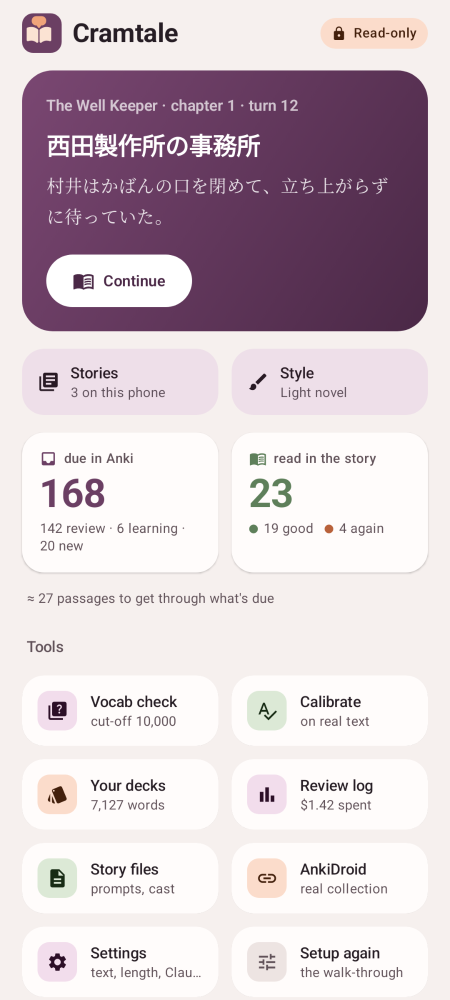 Cramtale
Read-only
The Well Keeper · chapter 1 · turn 12
西田製作所の事務所
村井はかばんの口を閉めて、立ち上がらず
に待っていた。
Continue
Stories
3 on this phone
Style
Light novel
due in Anki
168
142 review · 6 learning ·
20 new
read in the story
23
19 good
4 again
≈ 27 passages to get through what's due
Tools
Vocab check
cut-off 10,000
Calibrate
on real text
Your decks
7,127 words
Review log
$1.42 spent
Story files
prompts, cast
AnkiDroid
real collection
Settings
text, length, Clau…
Setup again
the walk-through